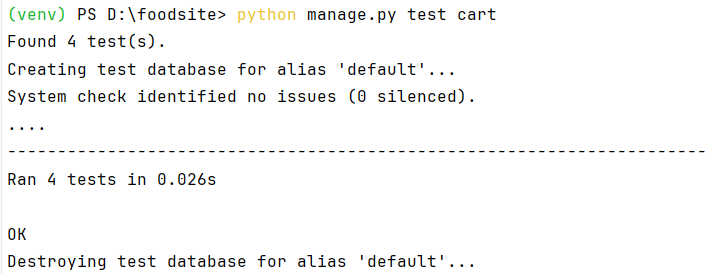 (venv) PS D:\foodsite> python manage.py test cart
Found 4 test(s).
Creating test database for alias 'default'...
System check identified no issues (0 silenced).
....
----------------------------------------------------------------------
Ran 4 tests in 0.026s

OK
Destroying test database for alias 'default'...